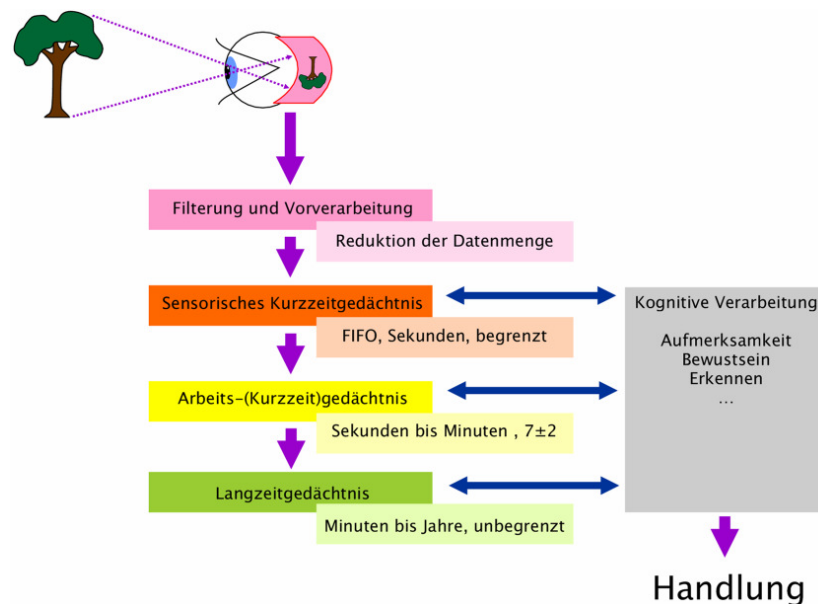 Filterung und Vorverarbeitung
Reduktion der Datenmenge
Sensorisches Kurzzeitgedächtnis
FIFO, Sekunden, begrenzt
Arbeits-(Kurzzeit)gedächtnis
Sekunden bis Minuten , 7±2
Langzeitgedächtnis
Minuten bis Jahre, unbegrenzt
Kognitive Verarbeitung
Aufmerksamkeit
Bewustsein
Erkennen
...
Handlung